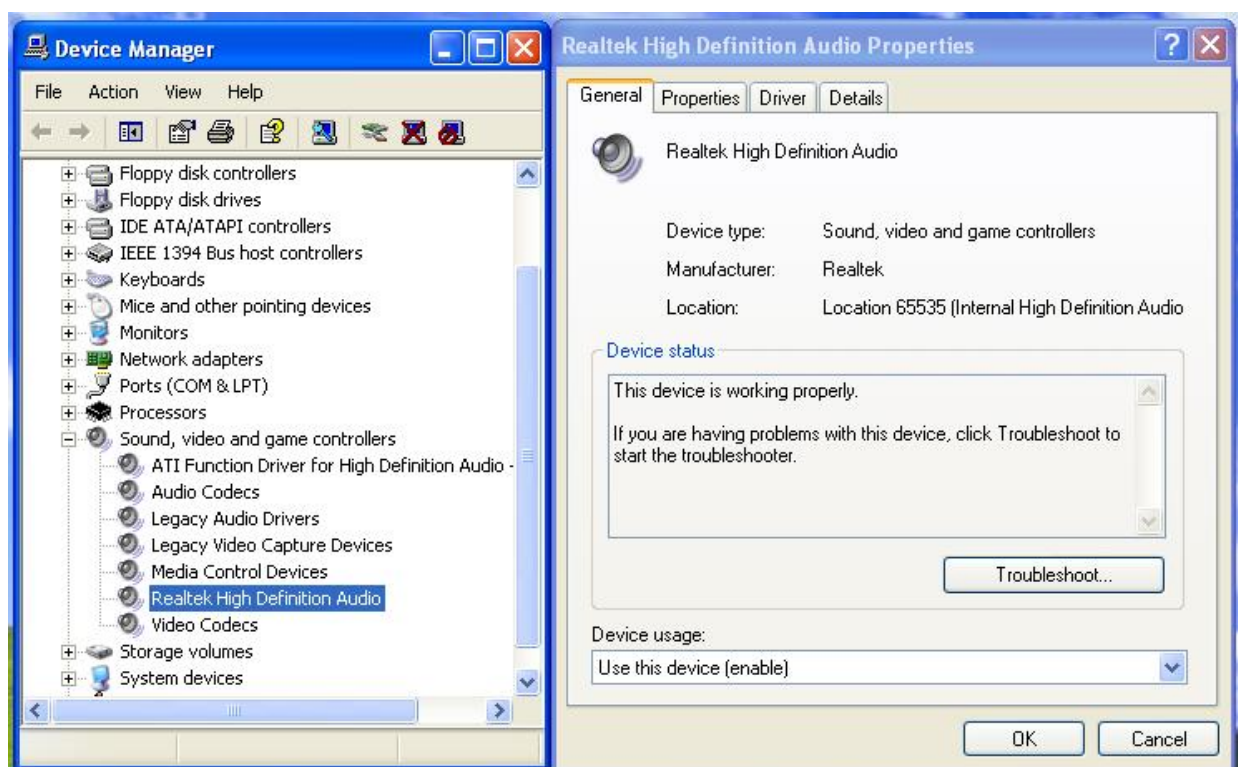 Device Manager
File Action View Help
Floppy disk controllers
Floppy disk drives
IDE ATA/ATAPI controllers
IEEE 1394 Bus host controllers
Keyboards
Mice and other pointing devices
Monitors
Network adapters
Ports (COM & LPT)
Processors
Sound, video and game controllers
ATI Function Driver for High Definition Audio -
Audio Codecs
Legacy Audio Drivers
Legacy Video Capture Devices
Media Control Devices
Realtek High Definition Audio
Video Codecs
Storage volumes
System devices
Realtek High Definition Audio Properties
General Properties Driver Details
Realtek High Definition Audio
Device type: Sound, video and game controllers
Manufacturer: Realtek
Location: Location 65535 (Internal High Definition Audio
Device status
This device is working properly.
If you are having problems with this device, click Troubleshoot to
start the troubleshooter.
Troubleshoot...
Device usage:
Use this device (enable)
OK Cancel